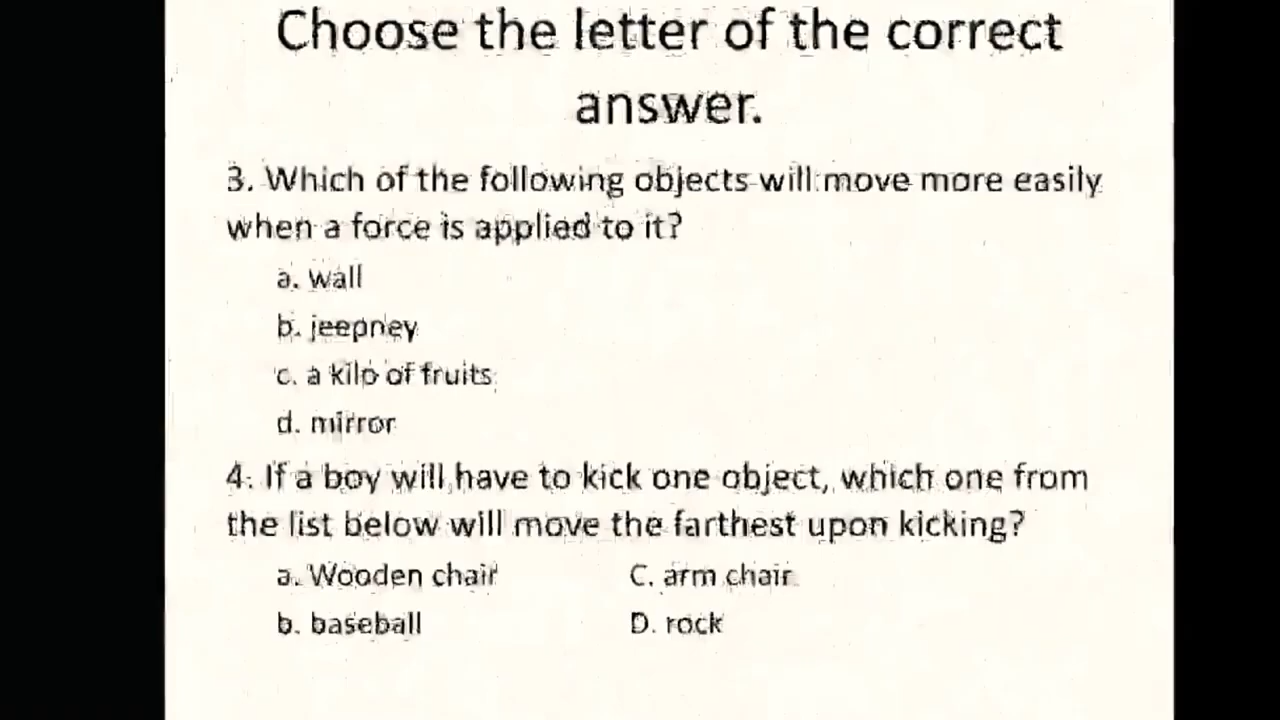 Choose the letter of the correct
answer.
3. Which of the following objects will move more easily
when a force is applied to it?
a. wall
b. jeepney
c. a kilo of fruits
d. mirror
4. If a boy will have to kick one object, which one from
the list below will move the farthest upon kicking?
a. Wooden chair C. arm chair
b. baseball D. rock